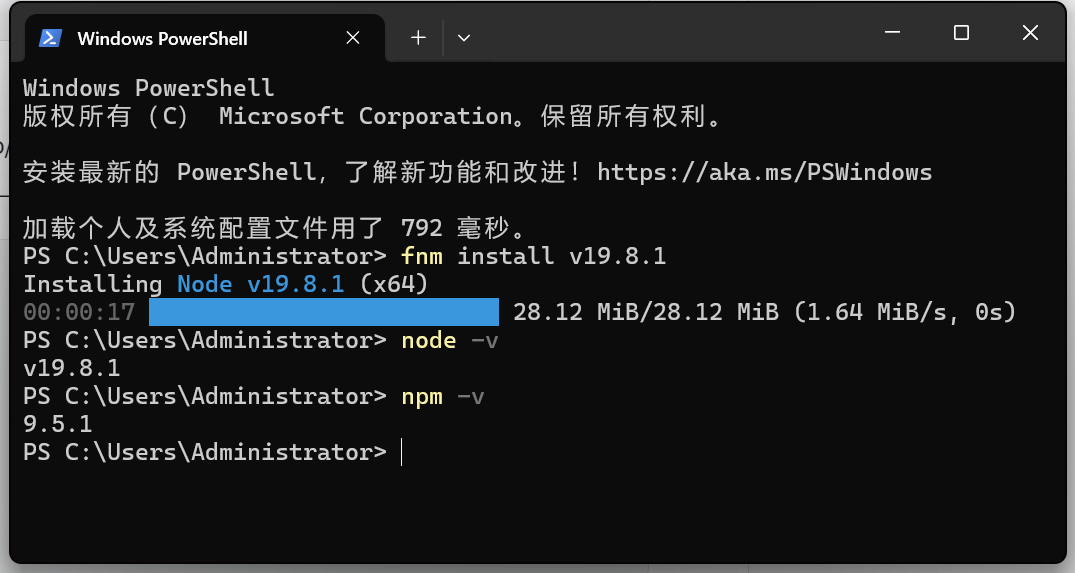 Windows PowerShell
Windows PowerShell
版权所有 (C) Microsoft Corporation。保留所有权利。
安装最新的 PowerShell，了解新功能和改进！https://aka.ms/PSWindows
加载个人及系统配置文件用了 792 毫秒。
PS C:\Users\Administrator> fnm install v19.8.1
Installing Node v19.8.1 (x64)
00:00:17 28.12 MiB/28.12 MiB (1.64 MiB/s, 0s)
PS C:\Users\Administrator> node -v
v19.8.1
PS C:\Users\Administrator> npm -v
9.5.1
PS C:\Users\Administrator>